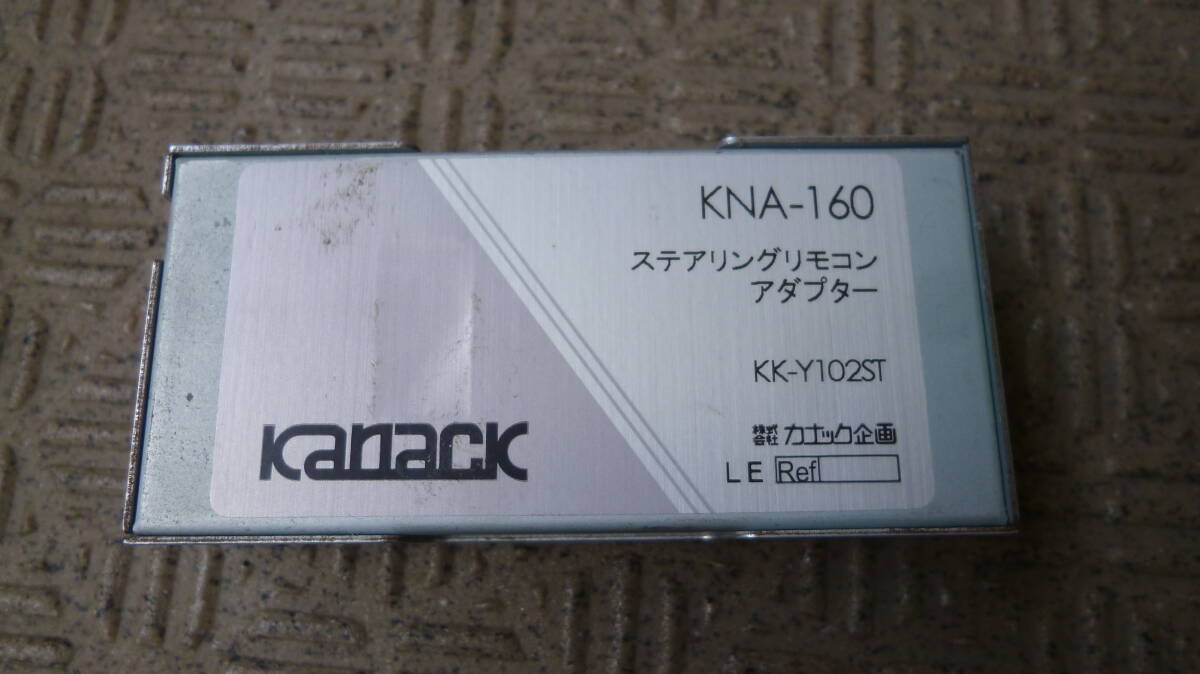 KNA-160
ステアリングリモコン
アダプター
KK-Y102ST
Kanack
株式会社 カナック企画
LE Ref